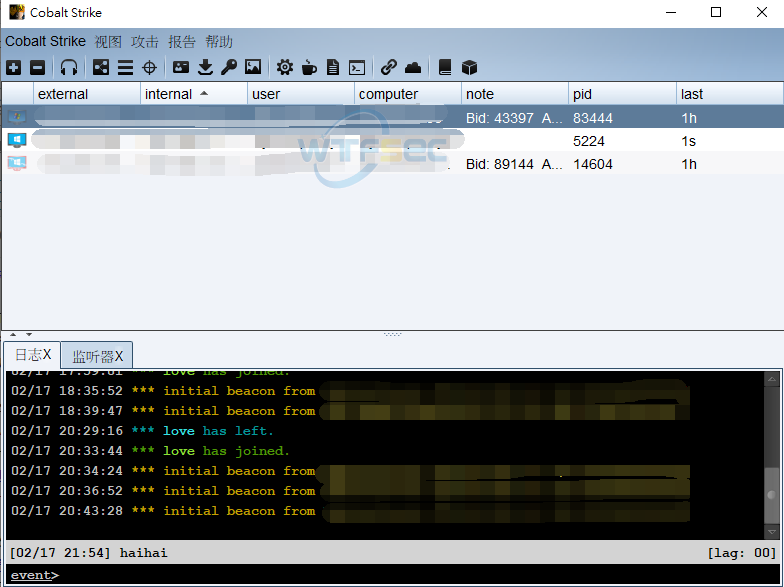 Cobalt Strike
Cobalt Strike 视图 攻击 报告 帮助
external internal user computer note pid last
Bid: 43397 A... 83444 1h
5224 1s
WTFSEC
Bid: 89144 A... 14604 1h
日志X 监听器X
love has joined.
02/17 18:35:52 *** initial beacon from
02/17 18:39:47 *** initial beacon from
02/17 20:29:16 *** love has left.
02/17 20:33:44 *** love has joined.
02/17 20:34:24 *** initial beacon from
02/17 20:36:52 *** initial beacon from
02/17 20:43:28 *** initial beacon from
[02/17 21:54] haihai [lag: 00]
event>